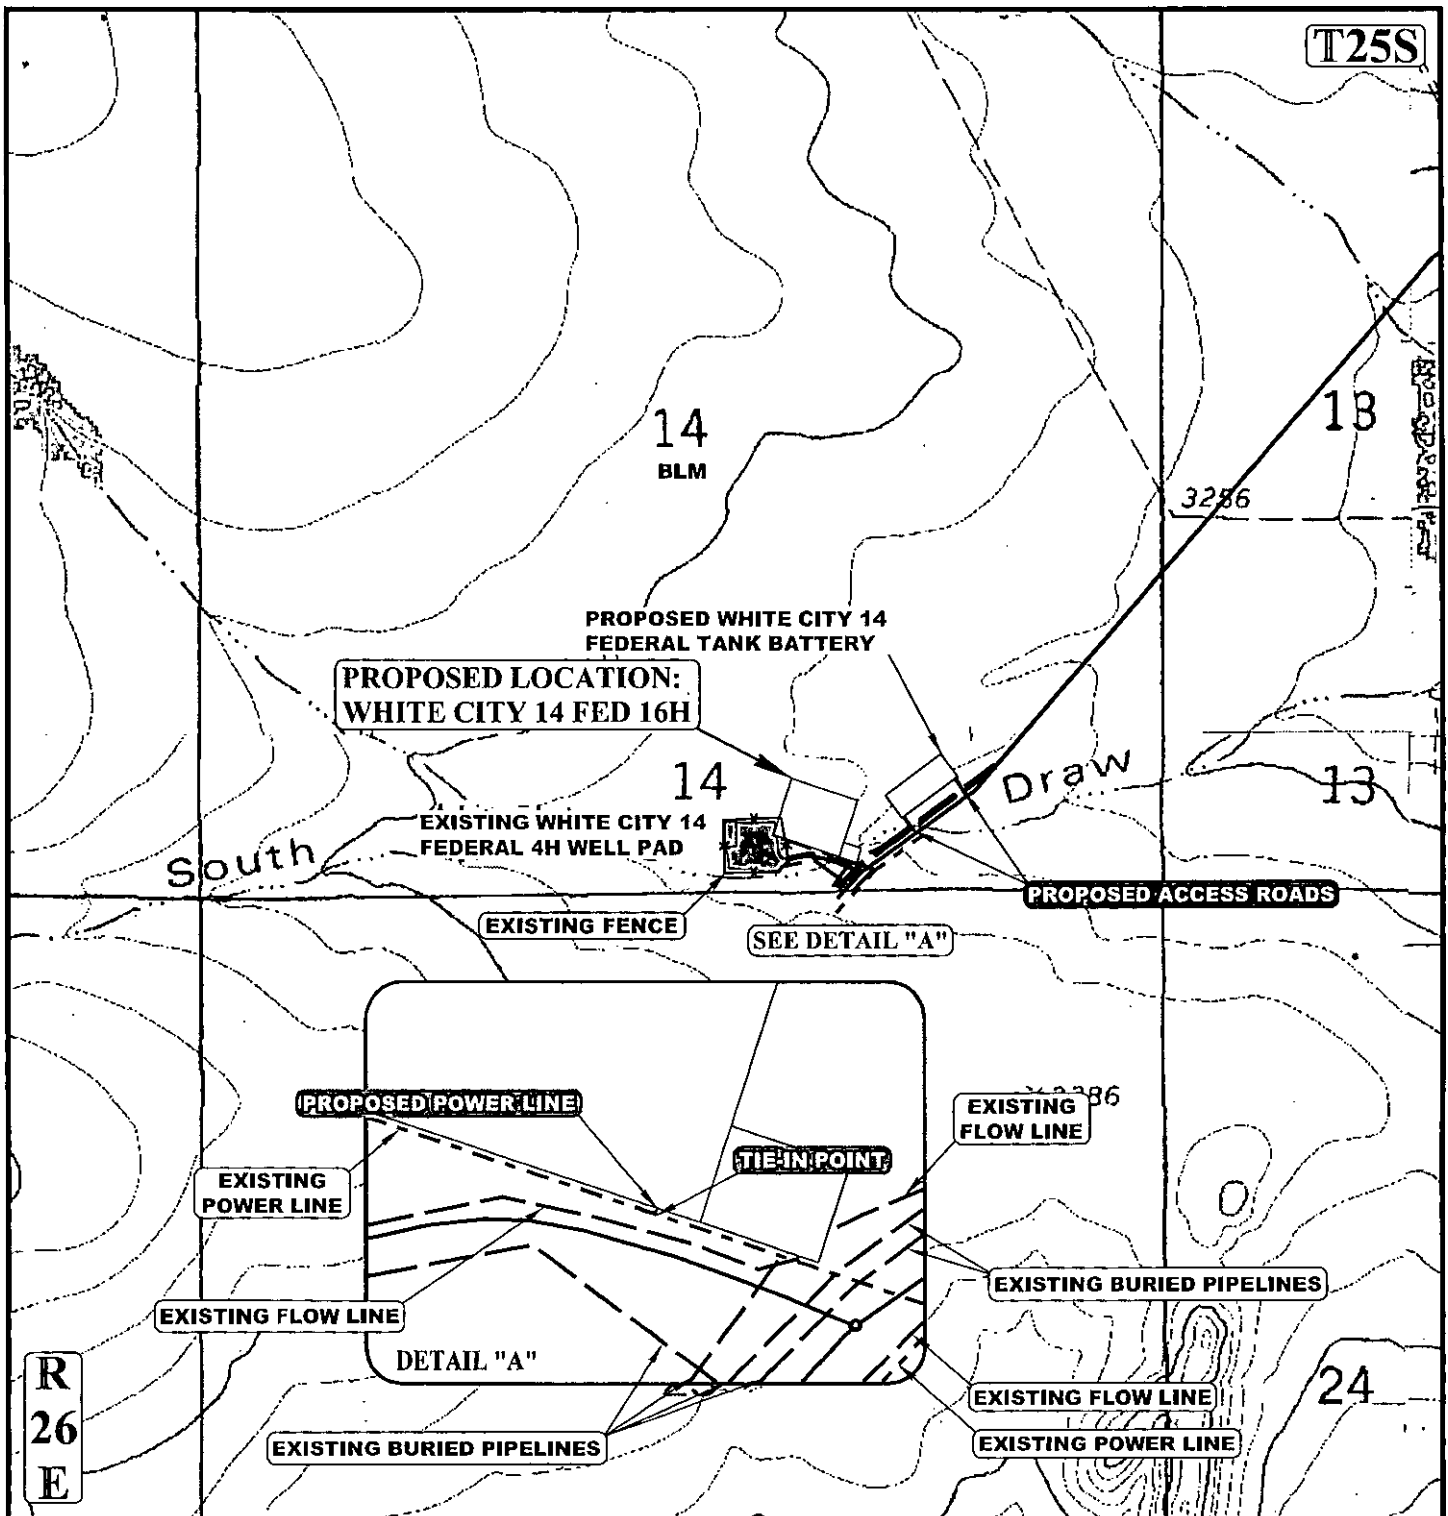 T25S
14
BLM
13
3256
PROPOSED WHITE CITY 14
FEDERAL TANK BATTERY
PROPOSED LOCATION:
WHITE CITY 14 FED 16H
14
Draw
13
EXISTING WHITE CITY 14
FEDERAL 4H WELL PAD
South
PROPOSED ACCESS ROADS
EXISTING FENCE
SEE DETAIL "A"
PROPOSED POWER LINE
EXISTING
FLOW LINE
TIE-IN POINT
EXISTING
POWER LINE
EXISTING BURIED PIPELINES
EXISTING FLOW LINE
DETAIL "A"
R
26
E
EXISTING FLOW LINE
24
EXISTING BURIED PIPELINES
EXISTING POWER LINE